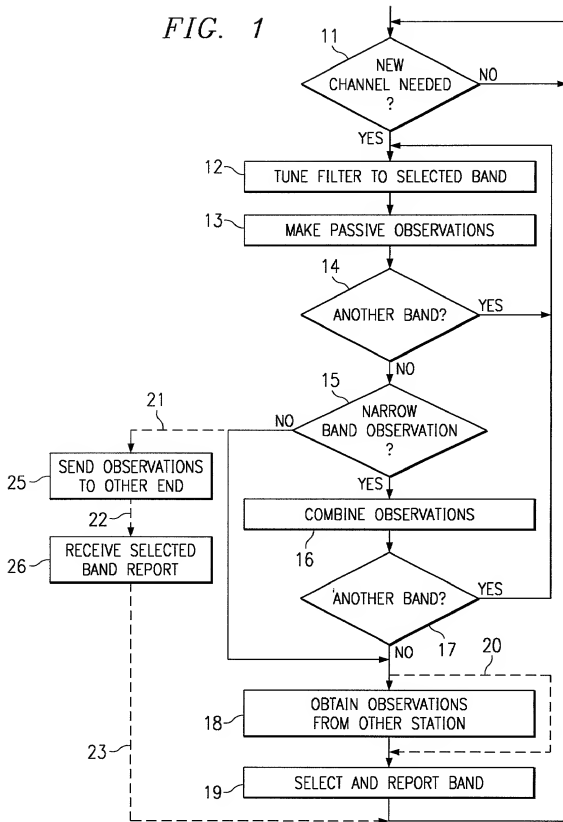 FIG. 1
11
NEW
CHANNEL NEEDED
?
NO
YES
12
TUNE FILTER TO SELECTED BAND
13
MAKE PASSIVE OBSERVATIONS
14
ANOTHER BAND?
YES
NO
15
21
NO
NARROW
BAND OBSERVATION
?
YES
25
SEND OBSERVATIONS
TO OTHER END
22
COMBINE OBSERVATIONS
16
26
RECEIVE SELECTED
BAND REPORT
ANOTHER BAND?
YES
17
NO
20
18
OBTAIN OBSERVATIONS
FROM OTHER STATION
23
19
SELECT AND REPORT BAND